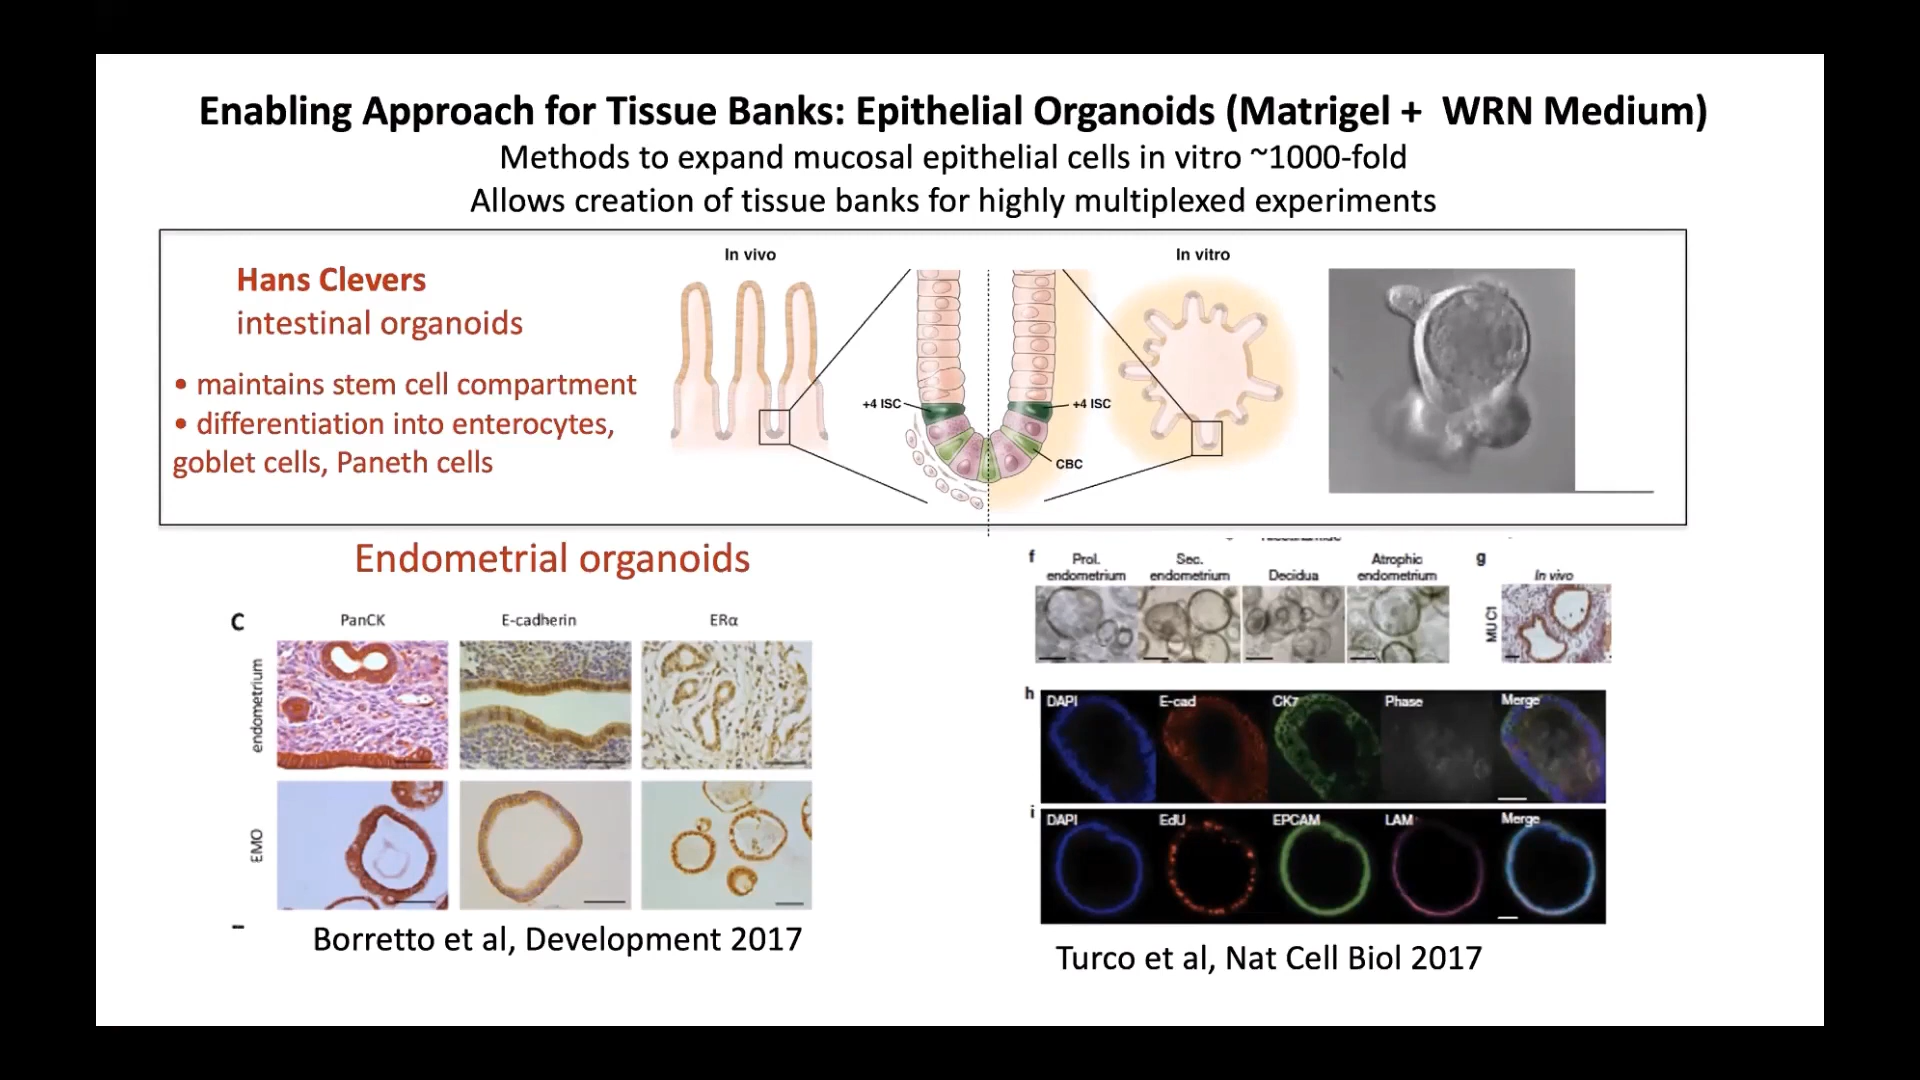 Enabling Approach for Tissue Banks: Epithelial Organoids (Matrigel + WRN Medium)
Methods to expand mucosal epithelial cells in vitro ~1000-fold
Allows creation of tissue banks for highly multiplexed experiments
Hans Clevers
intestinal organoids
• maintains stem cell compartment
• differentiation into enterocytes,
goblet cells, Paneth cells
In vivo
In vitro
+4 ISC
+4 ISC
CBC
Endometrial organoids
C
PanCK
E-cadherin
ERα
endometrium
EMO
Borretto et al, Development 2017
f
Prol.
endometrium
Sec.
endometrium
Decidua
Atrophic
endometrium
g
In vivo
MUC1
h
DAPI
E-cad
CK7
Phase
Merge
i
DAPI
EdU
EPCAM
LAM
Merge
Turco et al, Nat Cell Biol 2017